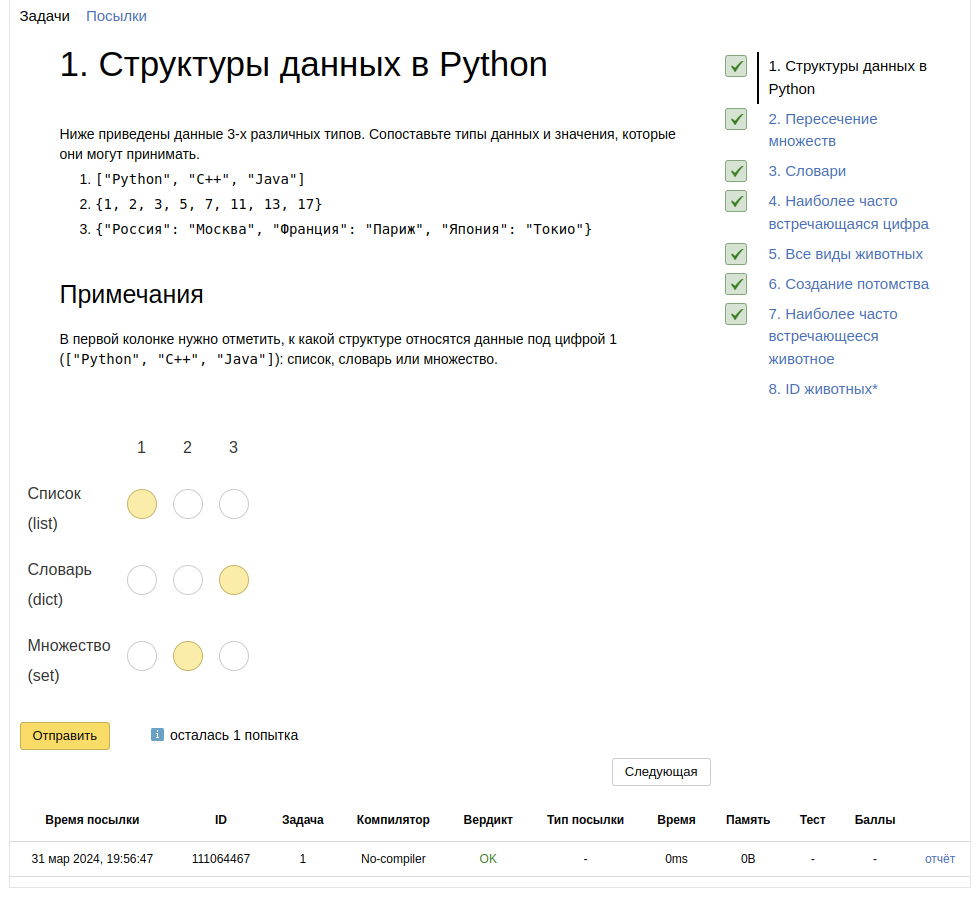 Задачи Посылки
1. Структуры данных в Python
Ниже приведены данные 3-х различных типов. Сопоставьте типы данных и значения, которые
они могут принимать.
1. ["Python", "C++", "Java"]
2. {1, 2, 3, 5, 7, 11, 13, 17}
3. {"Россия": "Москва", "Франция": "Париж", "Япония": "Токио"}
Примечания
В первой колонке нужно отметить, к какой структуре относятся данные под цифрой 1
(["Python", "C++", "Java"]): список, словарь или множество.
1. Структуры данных в
Python
2. Пересечение
множеств
3. Словари
4. Наиболее часто
встречающаяся цифра
5. Все виды животных
6. Создание потомства
7. Наиболее часто
встречающееся
животное
8. ID животных*
1 2 3
Список
(list)
Словарь
(dict)
Множество
(set)
Отправить
i осталась 1 попытка
Следующая
Время посылки ID Задача Компилятор Вердикт Тип посылки Время Память Тест Баллы
31 мар 2024, 19:56:47 111064467 1 No-compiler OK - 0ms 0B - - отчёт